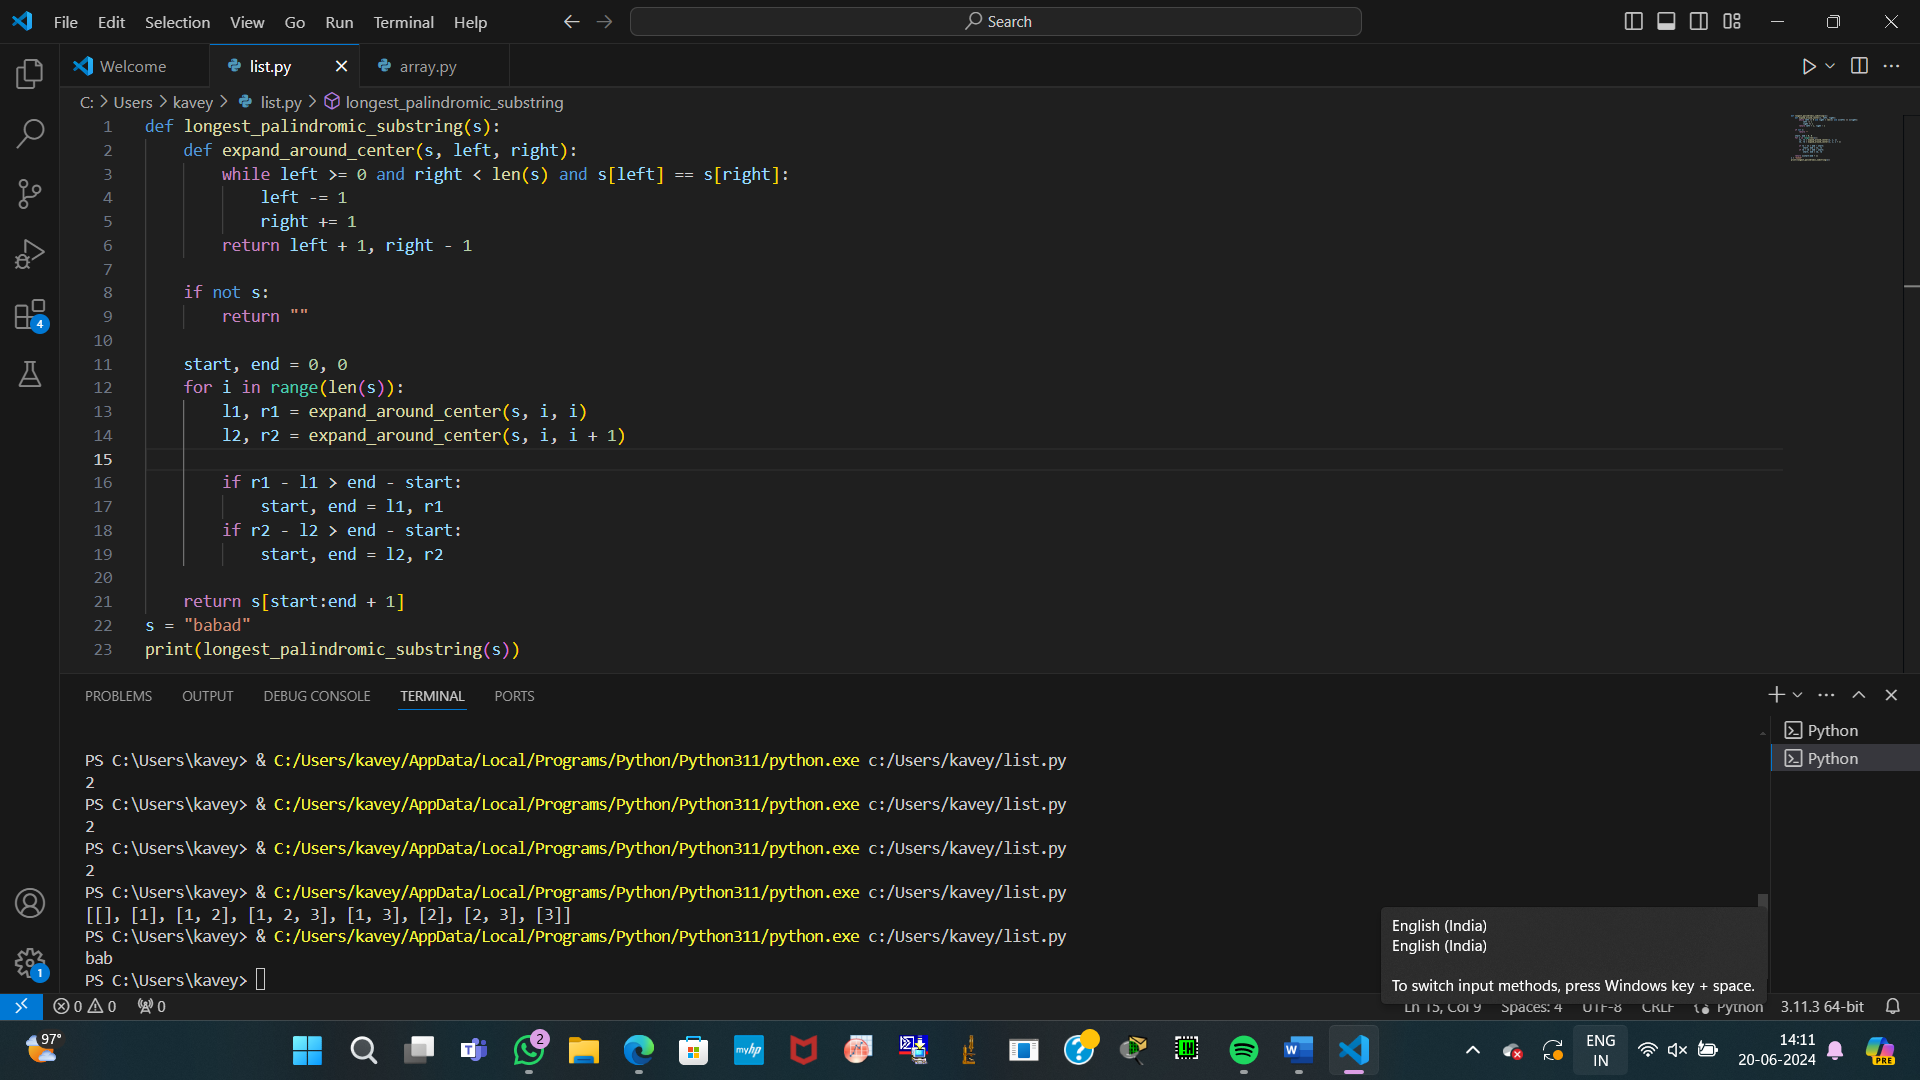 File Edit Selection View Go Run Terminal Help
Search
Welcome list.py array.py
C: > Users > kavey > list.py > longest_palindromic_substring
1 def longest_palindromic_substring(s):
2     def expand_around_center(s, left, right):
3         while left >= 0 and right < len(s) and s[left] == s[right]:
4             left -= 1
5             right += 1
6         return left + 1, right - 1
7
8     if not s:
9         return ""
10
11     start, end = 0, 0
12     for i in range(len(s)):
13         l1, r1 = expand_around_center(s, i, i)
14         l2, r2 = expand_around_center(s, i, i + 1)
15
16         if r1 - l1 > end - start:
17             start, end = l1, r1
18         if r2 - l2 > end - start:
19             start, end = l2, r2
20
21     return s[start:end + 1]
22 s = "babad"
23 print(longest_palindromic_substring(s))
4
PROBLEMS OUTPUT DEBUG CONSOLE TERMINAL PORTS
Python
Python
PS C:\Users\kavey> & C:/Users/kavey/AppData/Local/Programs/Python/Python311/python.exe c:/Users/kavey/list.py
2
PS C:\Users\kavey> & C:/Users/kavey/AppData/Local/Programs/Python/Python311/python.exe c:/Users/kavey/list.py
2
PS C:\Users\kavey> & C:/Users/kavey/AppData/Local/Programs/Python/Python311/python.exe c:/Users/kavey/list.py
2
PS C:\Users\kavey> & C:/Users/kavey/AppData/Local/Programs/Python/Python311/python.exe c:/Users/kavey/list.py
[[], [1], [1, 2], [1, 2, 3], [1, 3], [2], [2, 3], [3]]
PS C:\Users\kavey> & C:/Users/kavey/AppData/Local/Programs/Python/Python311/python.exe c:/Users/kavey/list.py
bab
PS C:\Users\kavey>
1
English (India)
English (India)
To switch input methods, press Windows key + space.
0 0 0
Ln 15, Col 9 Spaces: 4 UTF-8 CRLF Python 3.11.3 64-bit
97°
2
myhp
PRE
ENG
IN
14:11
20-06-2024